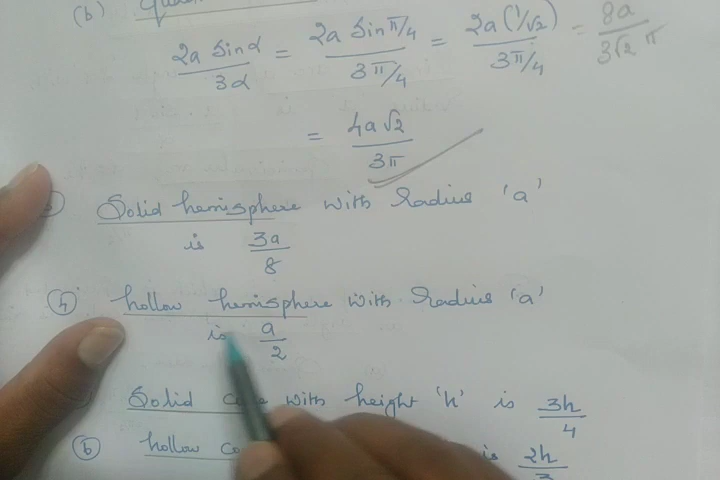 (b)
2a sinα / 3α = 2a sin π/4 / 3π/4 = 2a(1/√2) / 3π/4 = 8a / 3√2 π
= 4a√2 / 3π
Solid hemisphere with radius 'a'
is 3a/8
4) hollow hemisphere with radius 'a'
is a/2
Solid with height 'h' is 3h/4
6) hollow is 2h/3